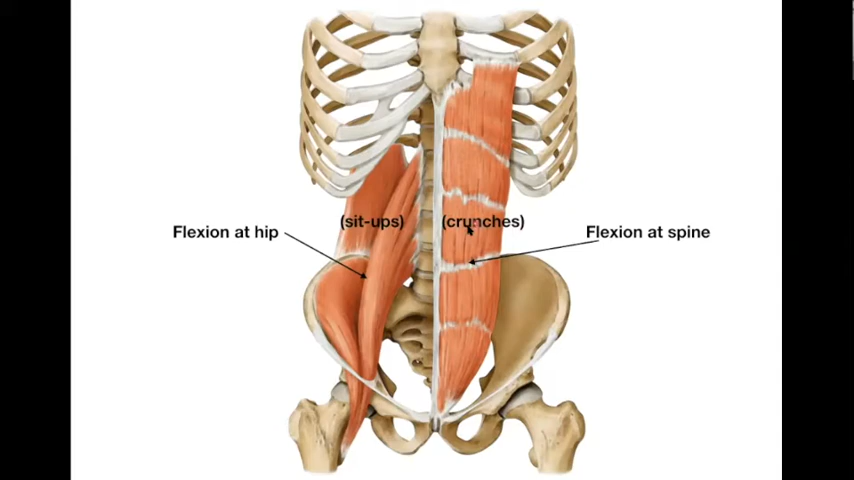 (sit-ups)
(crunches)
Flexion at hip
Flexion at spine